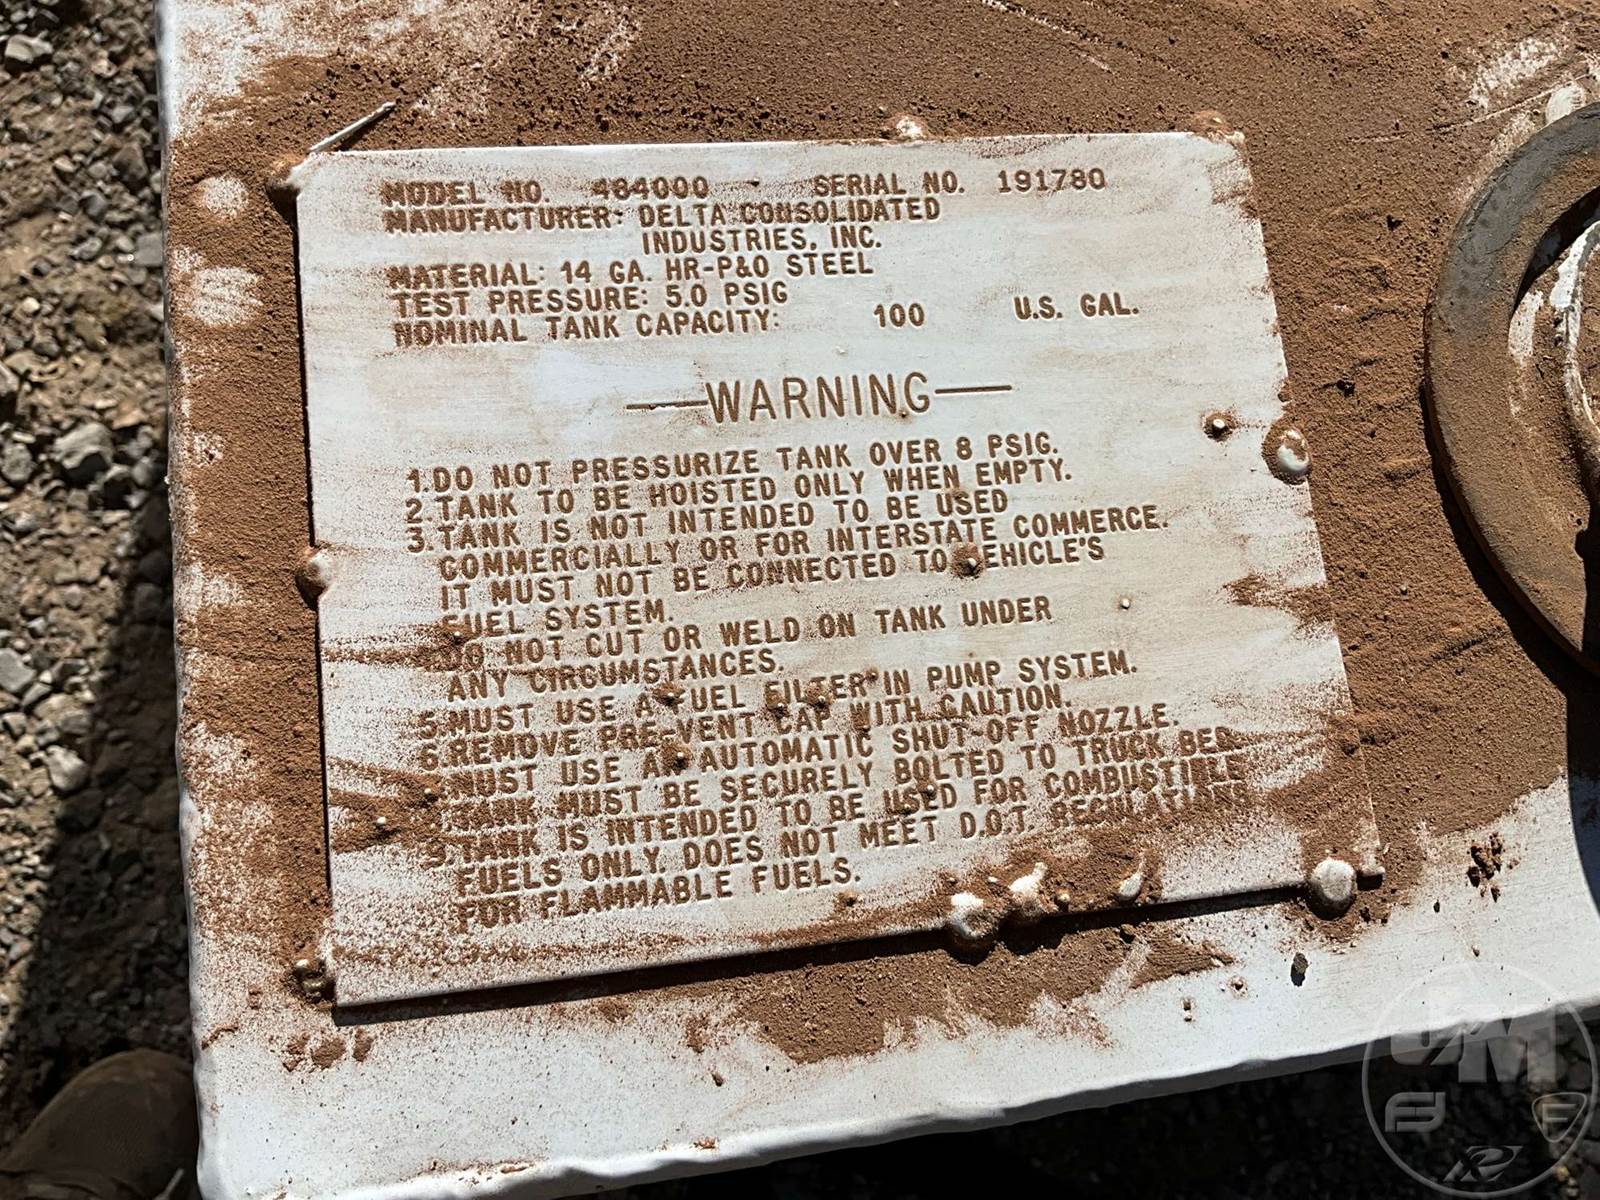 MODEL NO. 484000 SERIAL NO. 191780
MANUFACTURER: DELTA CONSOLIDATED
INDUSTRIES, INC.
MATERIAL: 14 GA. HR-P&O STEEL
TEST PRESSURE: 5.0 PSIG
NOMINAL TANK CAPACITY: 100 U.S. GAL.
WARNING
1. DO NOT PRESSURIZE TANK OVER 8 PSIG.
2. TANK TO BE HOISTED ONLY WHEN EMPTY.
3. TANK IS NOT INTENDED TO BE USED
COMMERCIALLY OR FOR INTERSTATE COMMERCE.
IT MUST NOT BE CONNECTED TO VEHICLE'S
FUEL SYSTEM.
DO NOT CUT OR WELD ON TANK UNDER
ANY CIRCUMSTANCES.
5. MUST USE A FUEL FILTER IN PUMP SYSTEM.
6. REMOVE PRE-VENT CAP WITH CAUTION.
MUST USE AN AUTOMATIC SHUT-OFF NOZZLE.
TANK MUST BE SECURELY BOLTED TO TRUCK BED.
9. TANK IS INTENDED TO BE USED FOR COMBUSTIBLE
FUELS ONLY. DOES NOT MEET D.O.T. REGULATIONS
FOR FLAMMABLE FUELS.